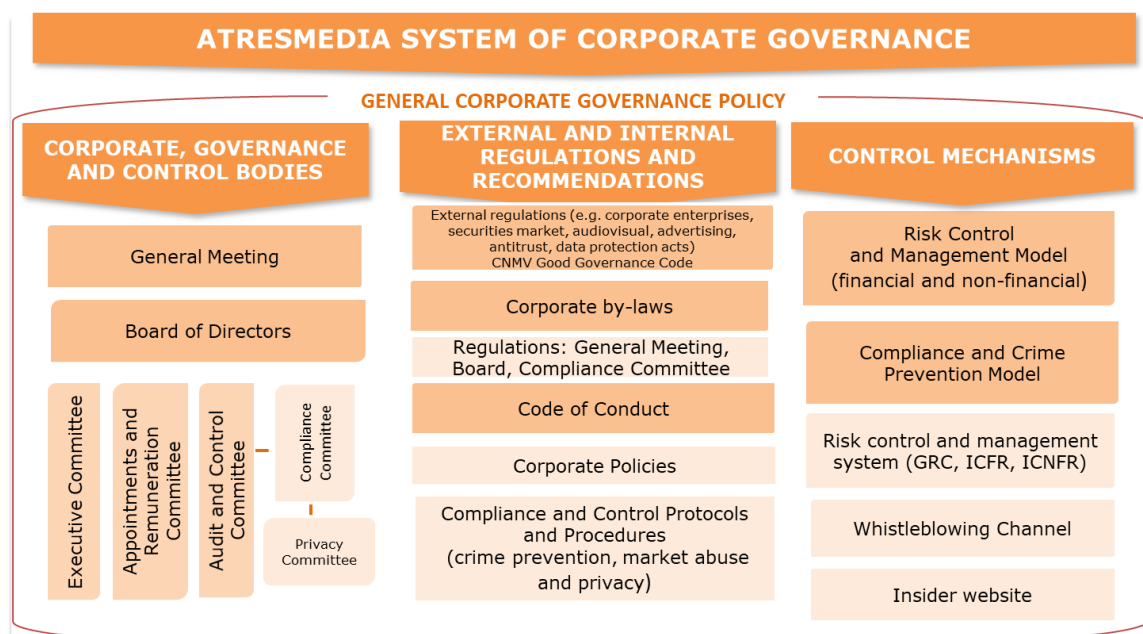 ATRESMEDIA SYSTEM OF CORPORATE GOVERNANCE
GENERAL CORPORATE GOVERNANCE POLICY
CORPORATE, GOVERNANCE
AND CONTROL BODIES
General Meeting
Board of Directors
Executive Committee
Appointments and
Remuneration
Committee
Audit and Control
Committee
Compliance
Committee
Privacy
Committee
EXTERNAL AND INTERNAL
REGULATIONS AND
RECOMMENDATIONS
External regulations (e.g. corporate enterprises,
securities market, audiovisual, advertising,
antitrust, data protection acts)
CNMV Good Governance Code
Corporate by-laws
Regulations: General Meeting,
Board, Compliance Committee
Code of Conduct
Corporate Policies
Compliance and Control Protocols
and Procedures
(crime prevention, market abuse
and privacy)
CONTROL MECHANISMS
Risk Control
and Management Model
(financial and non-financial)
Compliance and Crime
Prevention Model
Risk control and management
system (GRC, ICFR, ICNFR)
Whistleblowing Channel
Insider website